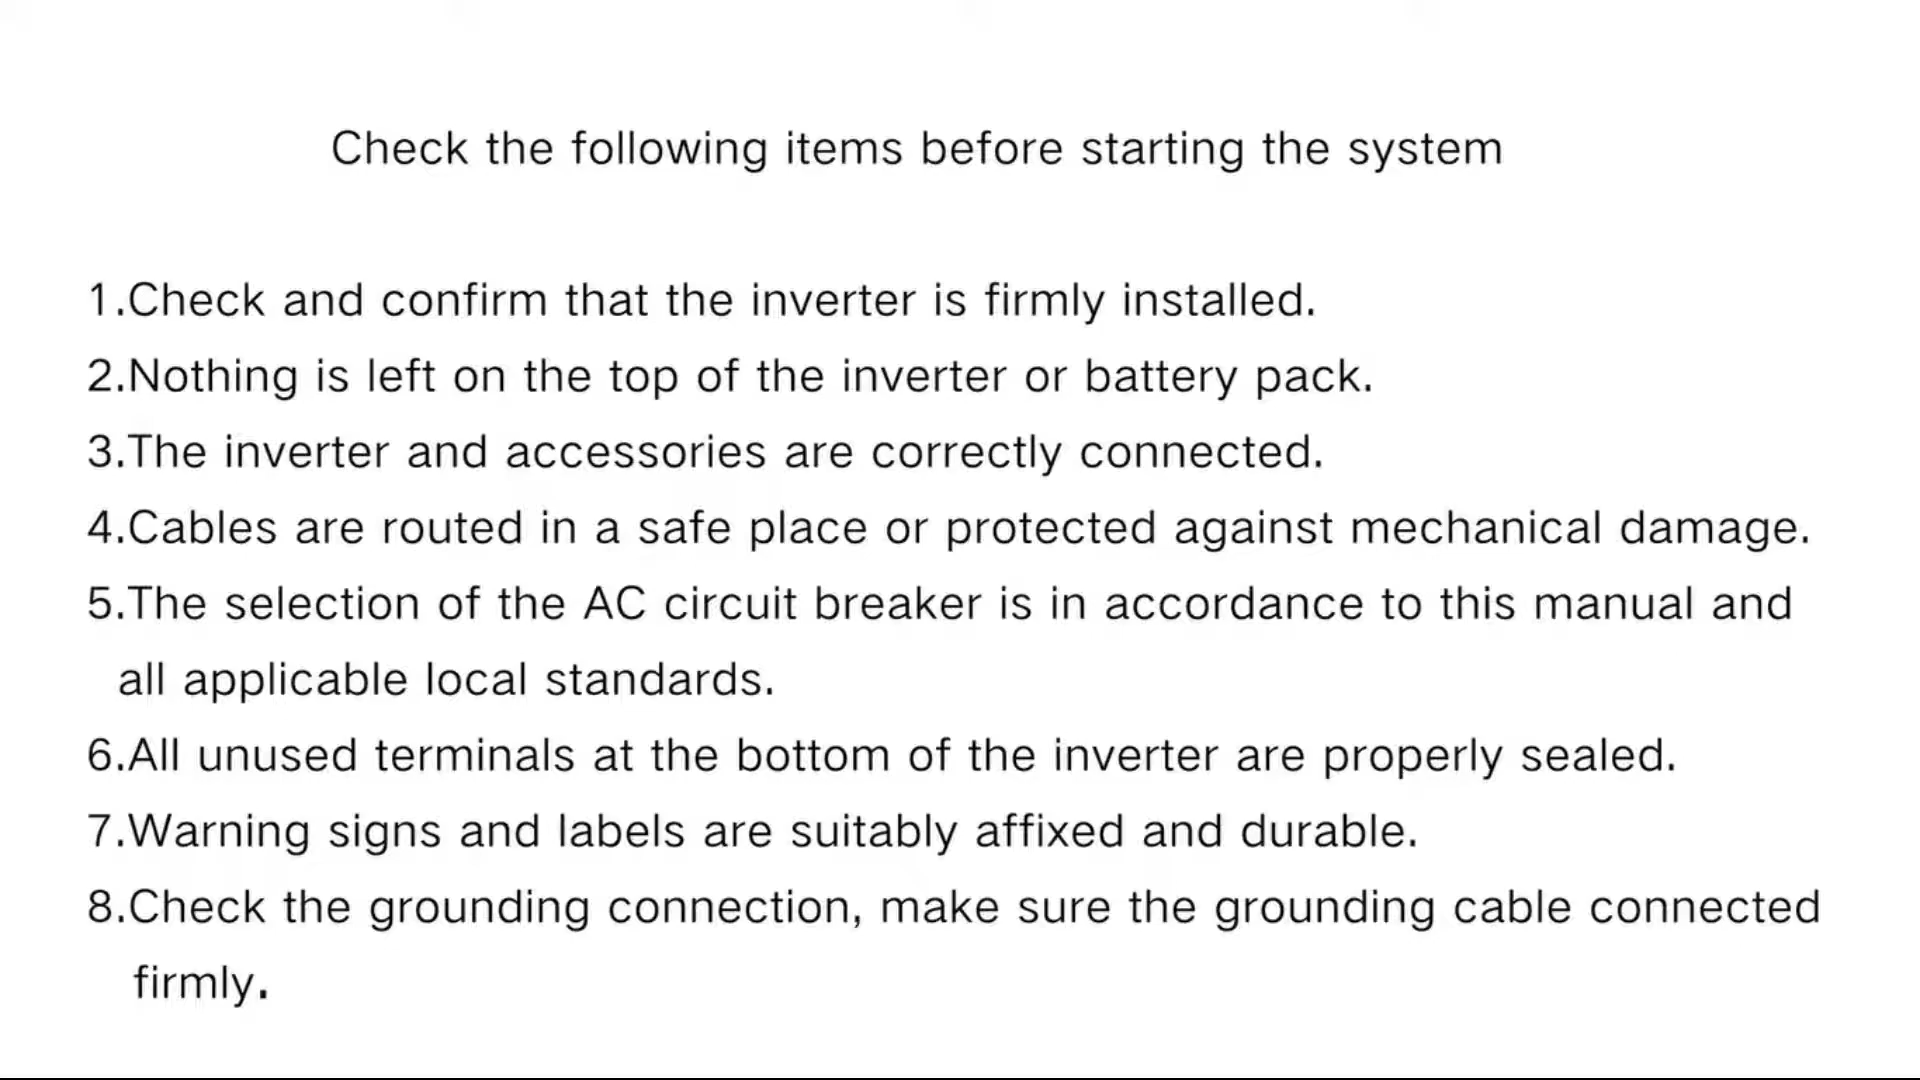 Check the following items before starting the system
1.Check and confirm that the inverter is firmly installed.
2.Nothing is left on the top of the inverter or battery pack.
3.The inverter and accessories are correctly connected.
4.Cables are routed in a safe place or protected against mechanical damage.
5.The selection of the AC circuit breaker is in accordance to this manual and
all applicable local standards.
6.All unused terminals at the bottom of the inverter are properly sealed.
7.Warning signs and labels are suitably affixed and durable.
8.Check the grounding connection, make sure the grounding cable connected
firmly.